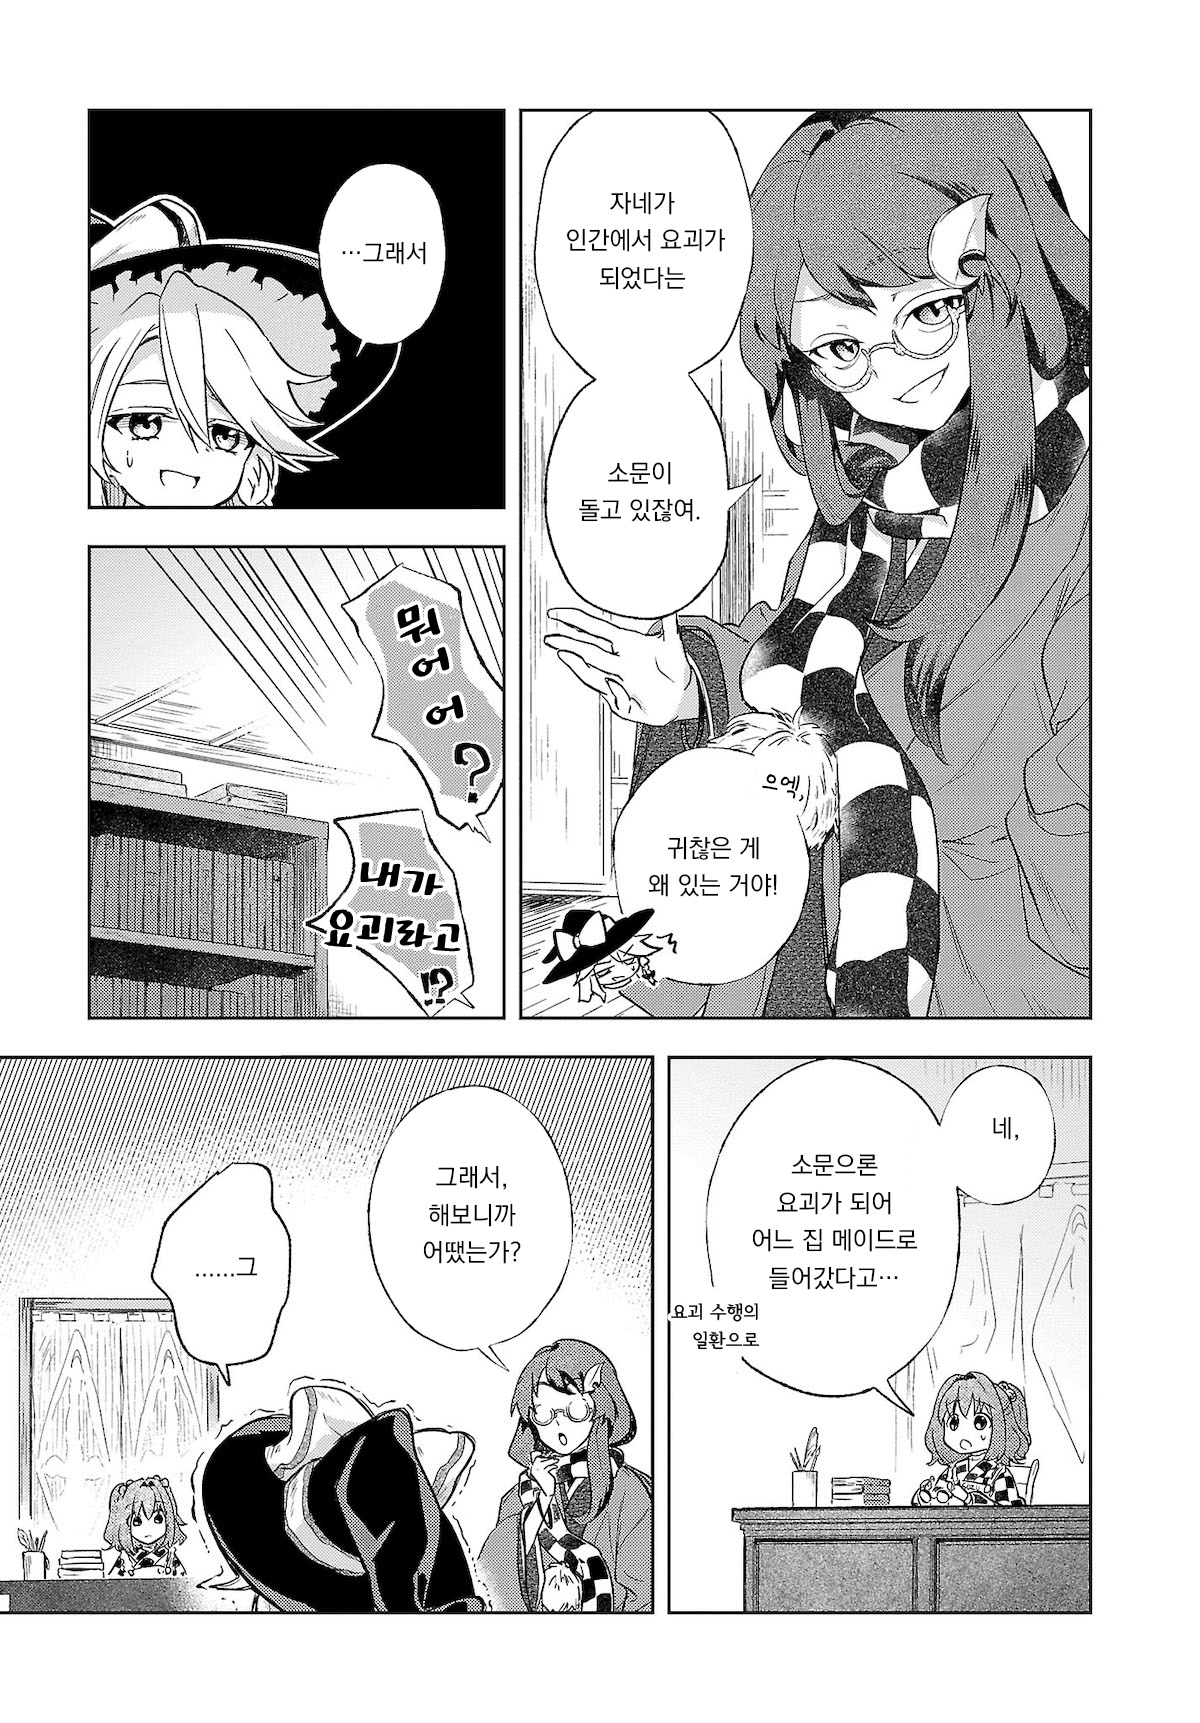 자네가
인간에서 요괴가
되었다는
소문이
돌고 있잖여.
으엑,
귀찮은 게
왜 있는 거야!
…그래서
뭐
어
어
?
내가
요괴라고
!?
네,
소문으론
요괴가 되어
어느 집 메이드로
들어갔다고…
요괴 수행의
일환으로
그래서,
해보니까
어땠는가?
……그